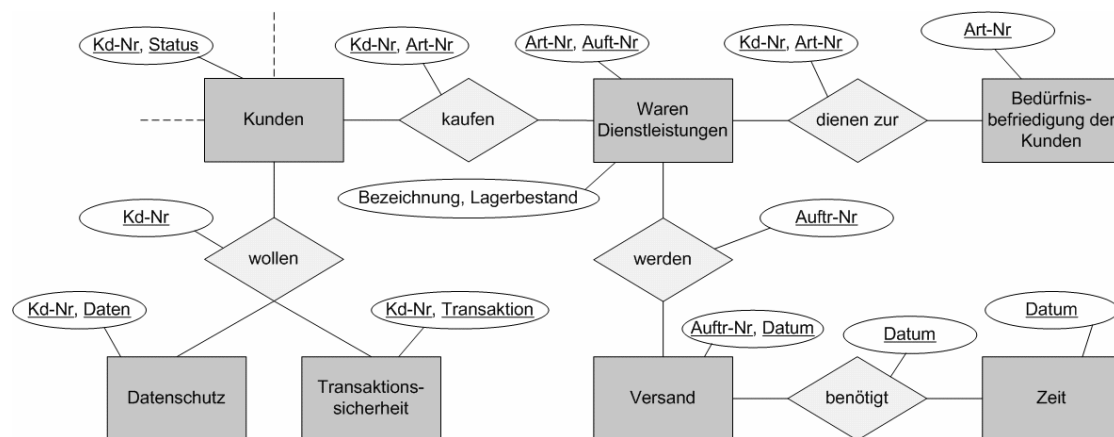 Kd-Nr, Status
Kd-Nr, Art-Nr
Art-Nr, Auft-Nr
Kd-Nr, Art-Nr
Art-Nr
Kunden
kaufen
Waren
Dienstleistungen
dienen zur
Bedürfnis-
befriedigung der
Kunden
Bezeichnung, Lagerbestand
Kd-Nr
wollen
werden
Auftr-Nr
Kd-Nr, Daten
Kd-Nr, Transaktion
Auftr-Nr, Datum
Datum
Datum
Datenschutz
Transaktions-
sicherheit
Versand
benötigt
Zeit